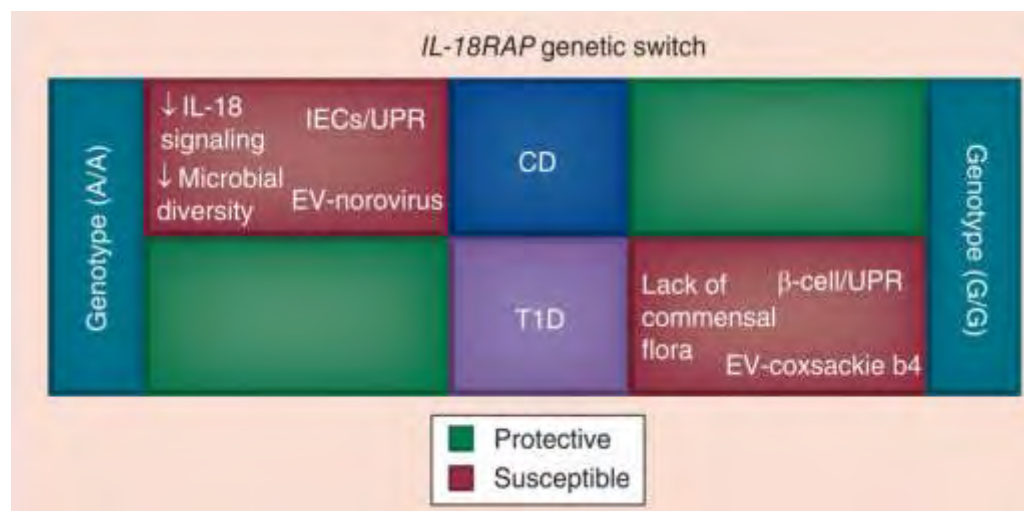 IL-18RAP genetic switch
Genotype (A/A)
↓ IL-18
signaling
↓ Microbial
diversity
IECs/UPR
EV-norovirus
CD
T1D
Lack of
commensal
flora
β-cell/UPR
EV-coxsackie b4
Genotype (G/G)
Protective
Susceptible